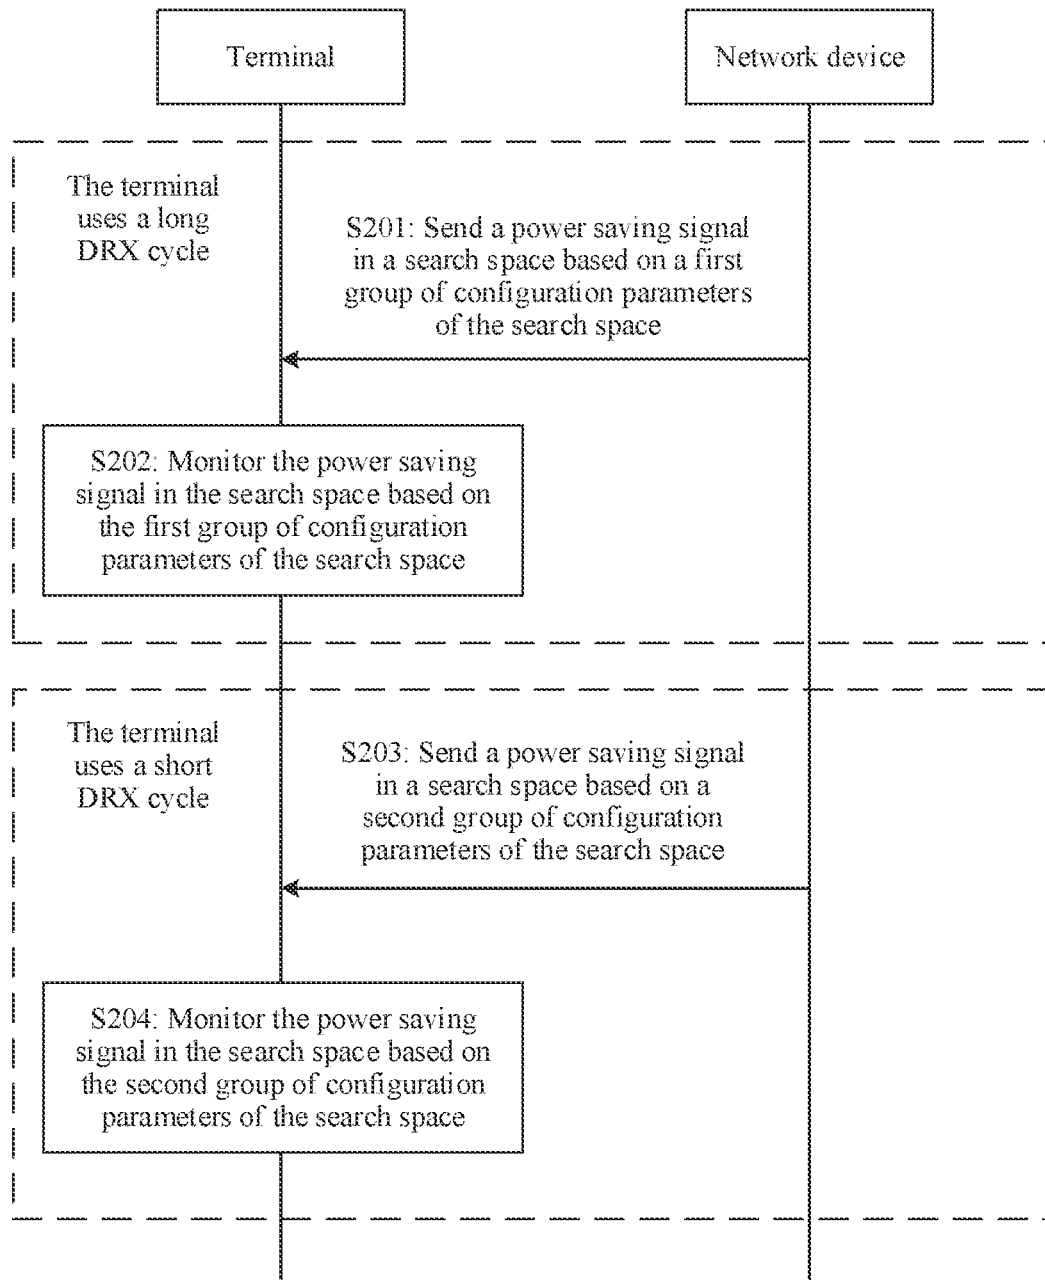 Terminal
Network device
The terminal
uses a long
DRX cycle
S201: Send a power saving signal
in a search space based on a first
group of configuration parameters
of the search space
S202: Monitor the power saving
signal in the search space based on
the first group of configuration
parameters of the search space
The terminal
uses a short
DRX cycle
S203: Send a power saving signal
in a search space based on a
second group of configuration
parameters of the search space
S204: Monitor the power saving
signal in the search space based on
the second group of configuration
parameters of the search space